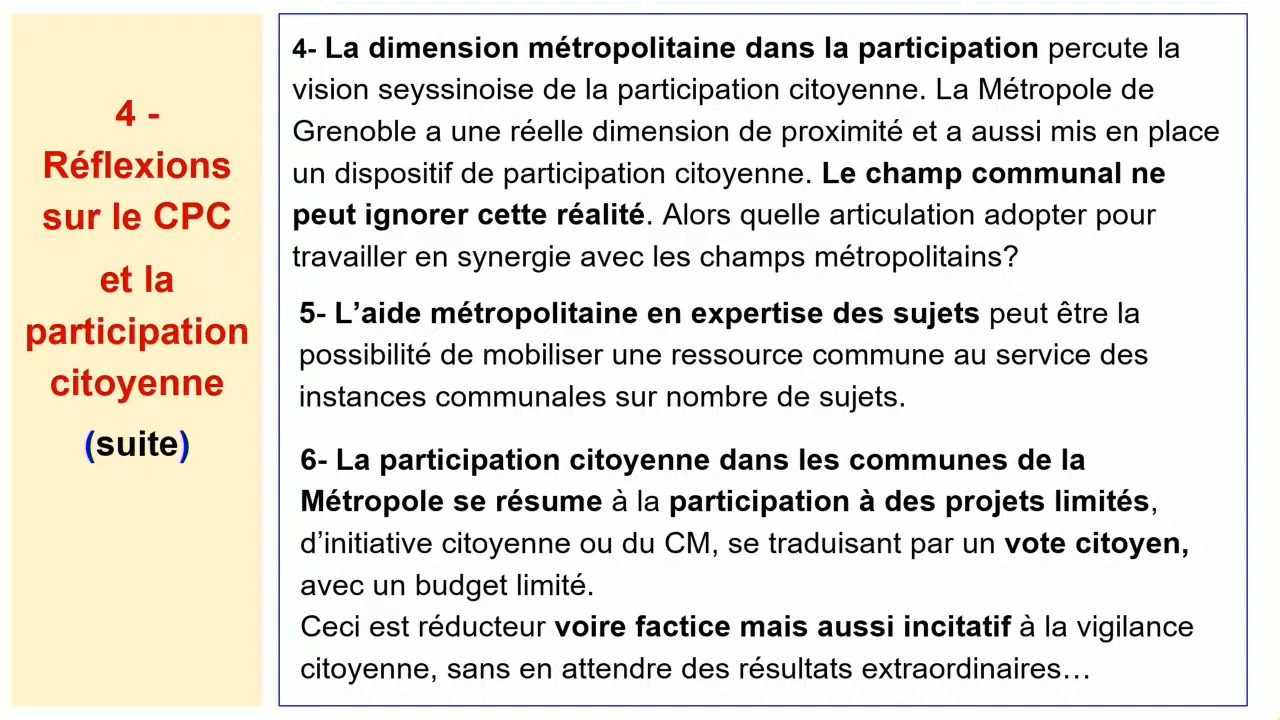 4 -
Réflexions
sur le CPC
et la
participation
citoyenne
(suite)
4- La dimension métropolitaine dans la participation percute la
vision seyssinoise de la participation citoyenne. La Métropole de
Grenoble a une réelle dimension de proximité et a aussi mis en place
un dispositif de participation citoyenne. Le champ communal ne
peut ignorer cette réalité. Alors quelle articulation adopter pour
travailler en synergie avec les champs métropolitains?
5- L’aide métropolitaine en expertise des sujets peut être la
possibilité de mobiliser une ressource commune au service des
instances communales sur nombre de sujets.
6- La participation citoyenne dans les communes de la
Métropole se résume à la participation à des projets limités,
d’initiative citoyenne ou du CM, se traduisant par un vote citoyen,
avec un budget limité.
Ceci est réducteur voire factice mais aussi incitatif à la vigilance
citoyenne, sans en attendre des résultats extraordinaires…